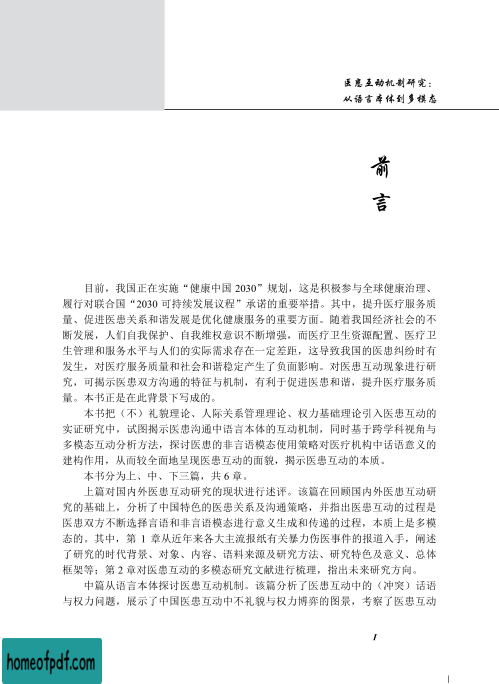 医患互动机制研究：
从语言本体到多模态
前
言
目前，我国正在实施“健康中国 2030”规划，这是积极参与全球健康治理、
履行对联合国“2030 可持续发展议程”承诺的重要举措。其中，提升医疗服务质
量、促进医患关系和谐发展是优化健康服务的重要方面。随着我国经济社会的不
断发展，人们自我保护、自我维权意识不断增强，而医疗卫生资源配置、医疗卫
生管理和服务水平与人们的实际需求存在一定差距，这导致我国的医患纠纷时有
发生，对医疗服务质量和社会和谐稳定产生了负面影响。对医患互动现象进行研
究，可揭示医患双方沟通的特征与机制，有利于促进医患和谐，提升医疗服务质
量。本书正是在此背景下写成的。
本书把（不）礼貌理论、人际关系管理理论、权力基础理论引入医患互动的
实证研究中，试图揭示医患沟通中语言本体的互动机制，同时基于跨学科视角与
多模态互动分析方法，探讨医患的非言语模态使用策略对医疗机构中话语意义的
建构作用，从而较全面地呈现医患互动的面貌，揭示医患互动的本质。
本书分为上、中、下三篇，共 6 章。
上篇对国内外医患互动研究的现状进行述评。该篇在回顾国内外医患互动研
究的基础上，分析了中国特色的医患关系及沟通策略，并指出医患互动的过程是
医患双方不断选择言语和非言语模态进行意义生成和传递的过程，本质上是多模
态的。其中，第 1 章从近年来各大主流报纸有关暴力伤医事件的报道入手，阐述
了研究的时代背景、对象、内容、语料来源及研究方法、研究特色及意义、总体
框架等；第 2 章对医患互动的多模态研究文献进行梳理，指出未来研究方向。
中篇从语言本体探讨医患互动机制。该篇分析了医患互动中的（冲突）话语
与权力问题，展示了中国医患互动中不礼貌与权力博弈的图景，考察了医患互动
I
homeofpdf.com